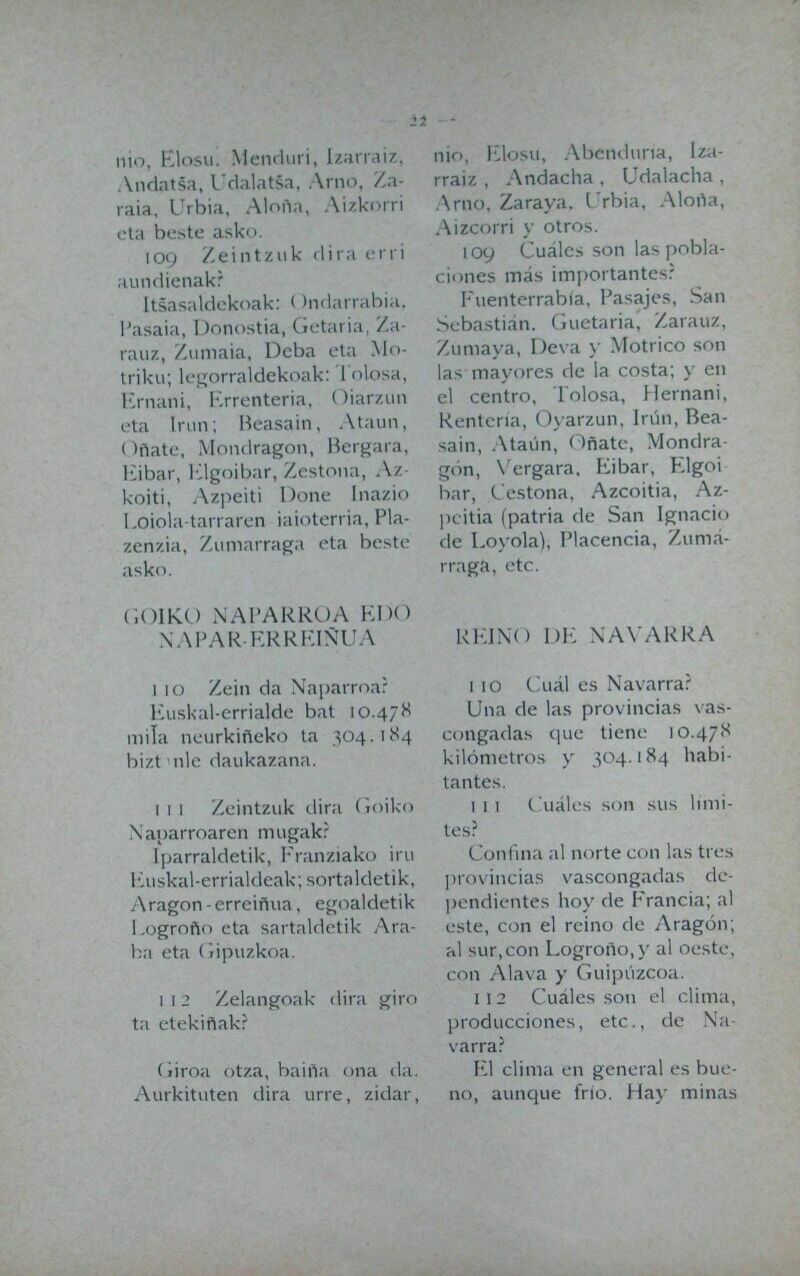 22
nio, Elosu. Menduri, Izarraiz,
Andatŝa, Udalatŝa, Arno, Za-
raia, Urbia, Aloña, Aizkorri
eta beste asko.
109 Zeintzuk dira erri
aundienak?
Itŝasaldekoak: Ondarrabia,
Pasaia, Donostia, Getaria, Za-
rauz, Zumaia, Deba eta Mo-
triku; legorraldekoak: Tolosa,
Ernani, Errenteria, Oiarzun
eta Irun; Beasain, Ataun,
Oñate, Mondragon, Bergara,
Eibar, Elgoibar, Zestona, Az-
koiti, Azpeiti Done Inazio
Loiola-tarraren iaioterria, Pla-
zenzia, Zumarraga eta beste
asko.
GOIKO NAPARROA EDO
NAPAR-ERREIÑUA
110 Zein da Naparroa?
Euskal-errialde bat 10.478
mila neurkiñeko ta 304.184
daukazana.
111 Zeintzuk dira Goiko
Naparroaren mugak?
Iparraldetik, Franziako iru
Euskal-errialdeak; sortaldetik,
Aragon-erreiñua, egoaldetik
Logroño eta sartaldetik Ara-
ba eta Gipuzkoa.
112 Zelangoak dira giro
ta etekiñak?
Giroa otza, baiña ona da.
Aurkituten dira urre, zidar,
nio, Elosu, Abenduria, Iza-
rraiz, Andacha, Udalacha,
Arno, Zaraya, Urbia, Aloña,
Aizcorri y otros.
109 Cuáles son las pobla-
ciones más importantes?
Fuenterrabía, Pasajes, San
Sebastián, Guetaria, Zarauz,
Zumaya, Deva y Motrico son
las mayores de la costa; y en
el centro, Tolosa, Hernani,
Rentería, Oyarzun, Irún, Bea-
sain, Ataún, Oñate, Mondra-
gón, Vergara, Eibar, Elgoi
bar, Cestona, Azcoitia, Az-
peitia (patria de San Ignacio
de Loyola), Placencia, Zumá-
rraga, etc.
REINO DE NAVARRA
110 Cuál es Navarra?
Una de las provincias vas-
congadas que tiene 10.478
kilómetros y 304.184 habi-
tantes.
111 Cuáles son sus lími-
tes?
Confina al norte con las tres
provincias vascongadas de-
pendientes hoy de Francia; al
este, con el reino de Aragón;
al sur, con Logroño, y al oeste,
con Alava y Guipúzcoa.
112 Cuáles son el clima,
producciones, etc., de Na-
varra?
El clima en general es bue-
no, aunque frío. Hay minas